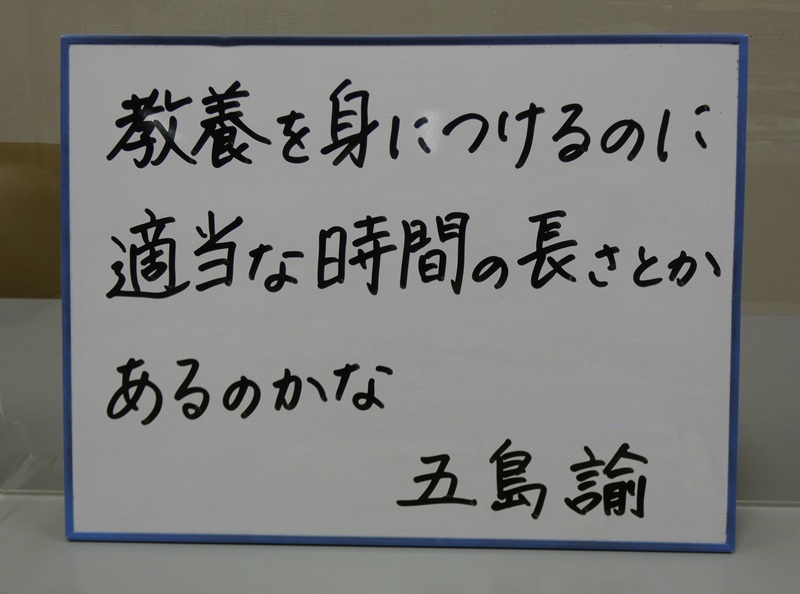 教養を身につけるのに
適当な時間の長さとか
あるのかな
五島諭